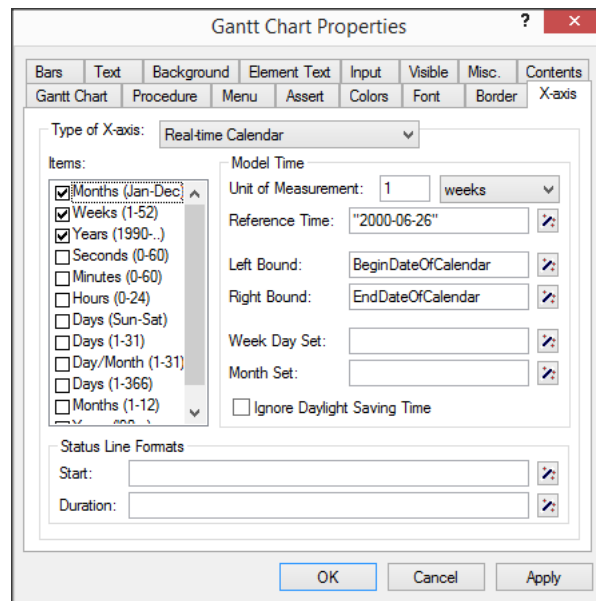 Gantt Chart Properties
?
Bars Text Background Element Text Input Visible Misc. Contents
Gantt Chart Procedure Menu Assert Colors Font Border X-axis
Type of X-axis: Real-time Calendar
Items:
Months (Jan-Dec)
Weeks (1-52)
Years (1990-..)
Seconds (0-60)
Minutes (0-60)
Hours (0-24)
Days (Sun-Sat)
Days (1-31)
Day/Month (1-31)
Days (1-366)
Months (1-12)
Model Time
Unit of Measurement: 1 weeks
Reference Time: "2000-06-26"
Left Bound: BeginDateOfCalendar
Right Bound: EndDateOfCalendar
Week Day Set:
Month Set:
Ignore Daylight Saving Time
Status Line Formats
Start:
Duration:
OK Cancel Apply